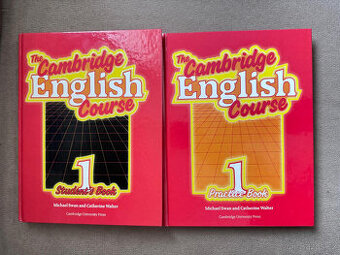 The
Cambridge
English
Course
1
Student's Book
Michael Swan and Catherine Walter
Cambridge University Press
The
Cambridge
English
Course
1
Practice Book
Michael Swan and Catherine Walter
Cambridge University Press